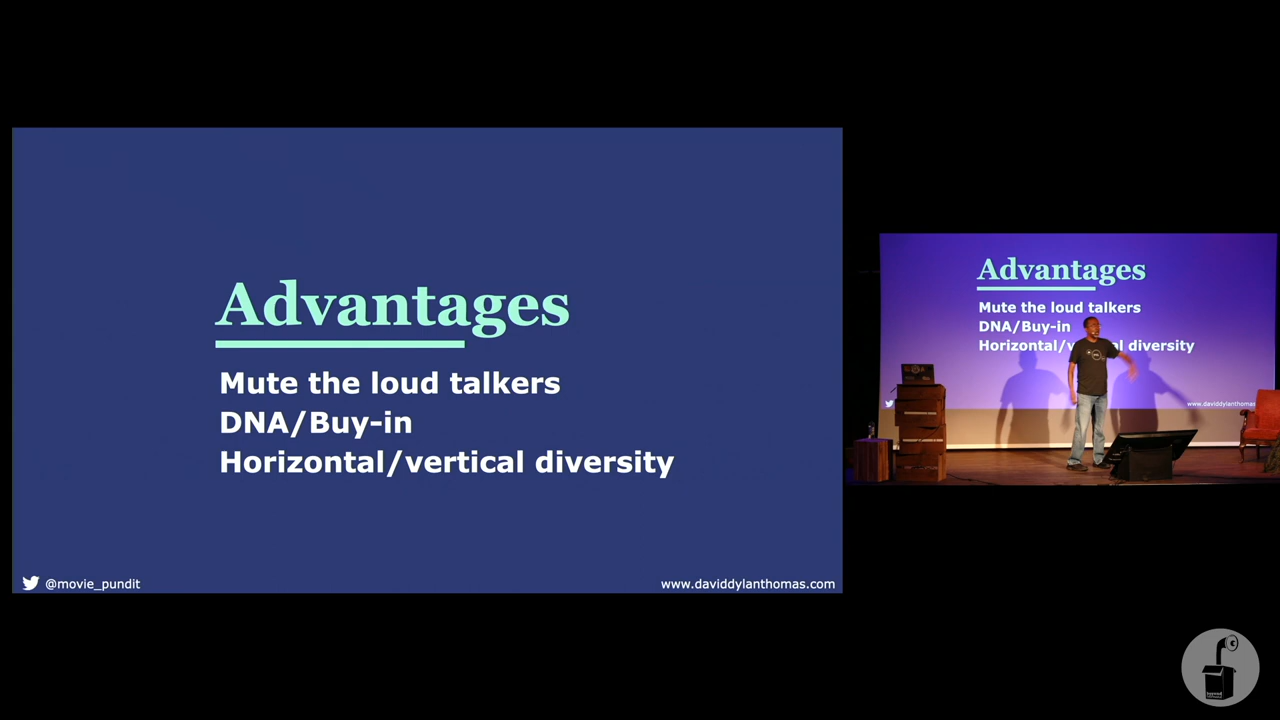 Advantages
Mute the loud talkers
DNA/Buy-in
Horizontal/vertical diversity
@movie_pundit
www.daviddylanthomas.com
Advantages
Mute the loud talkers
DNA/Buy-in
diversity